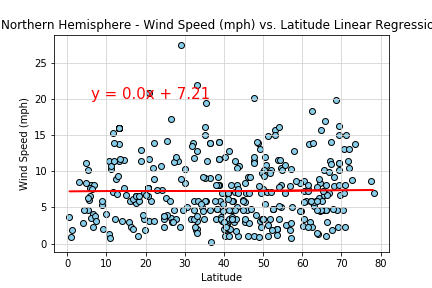 Northern Hemisphere - Wind Speed (mph) vs. Latitude Linear Regressio
y = 0.0x + 7.21
Wind Speed (mph)
25
20
15
10
5
0
0 10 20 30 40 50 60 70 80
Latitude